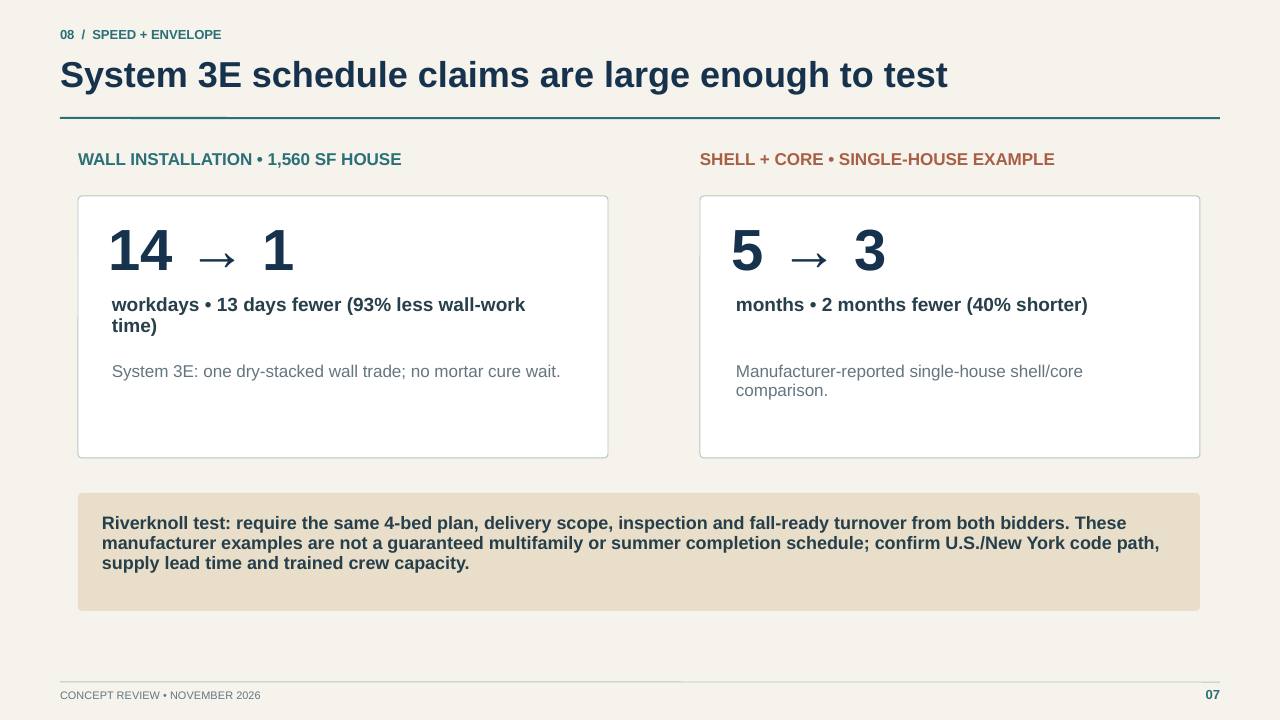 08 / SPEED + ENVELOPE
System 3E schedule claims are large enough to test
WALL INSTALLATION • 1,560 SF HOUSE
14 → 1
workdays • 13 days fewer (93% less wall-work
time)
System 3E: one dry-stacked wall trade; no mortar cure wait.
SHELL + CORE • SINGLE-HOUSE EXAMPLE
5 → 3
months • 2 months fewer (40% shorter)
Manufacturer-reported single-house shell/core
comparison.
Riverknoll test: require the same 4-bed plan, delivery scope, inspection and fall-ready turnover from both bidders. These
manufacturer examples are not a guaranteed multifamily or summer completion schedule; confirm U.S./New York code path,
supply lead time and trained crew capacity.
CONCEPT REVIEW • NOVEMBER 2026
07